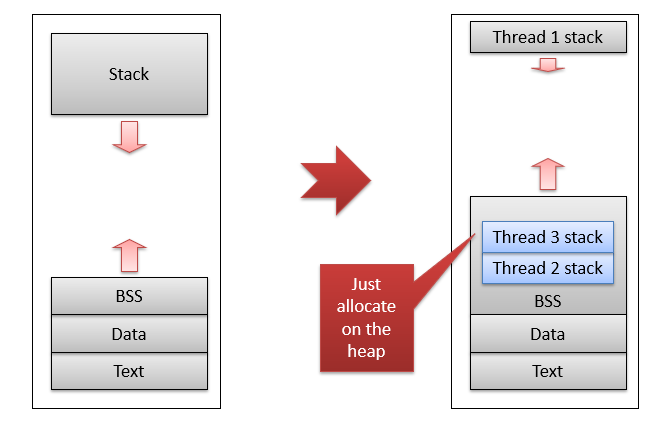 Stack
BSS
Data
Text
Just
allocate
on the
heap
Thread 1 stack
Thread 3 stack
Thread 2 stack
BSS
Data
Text